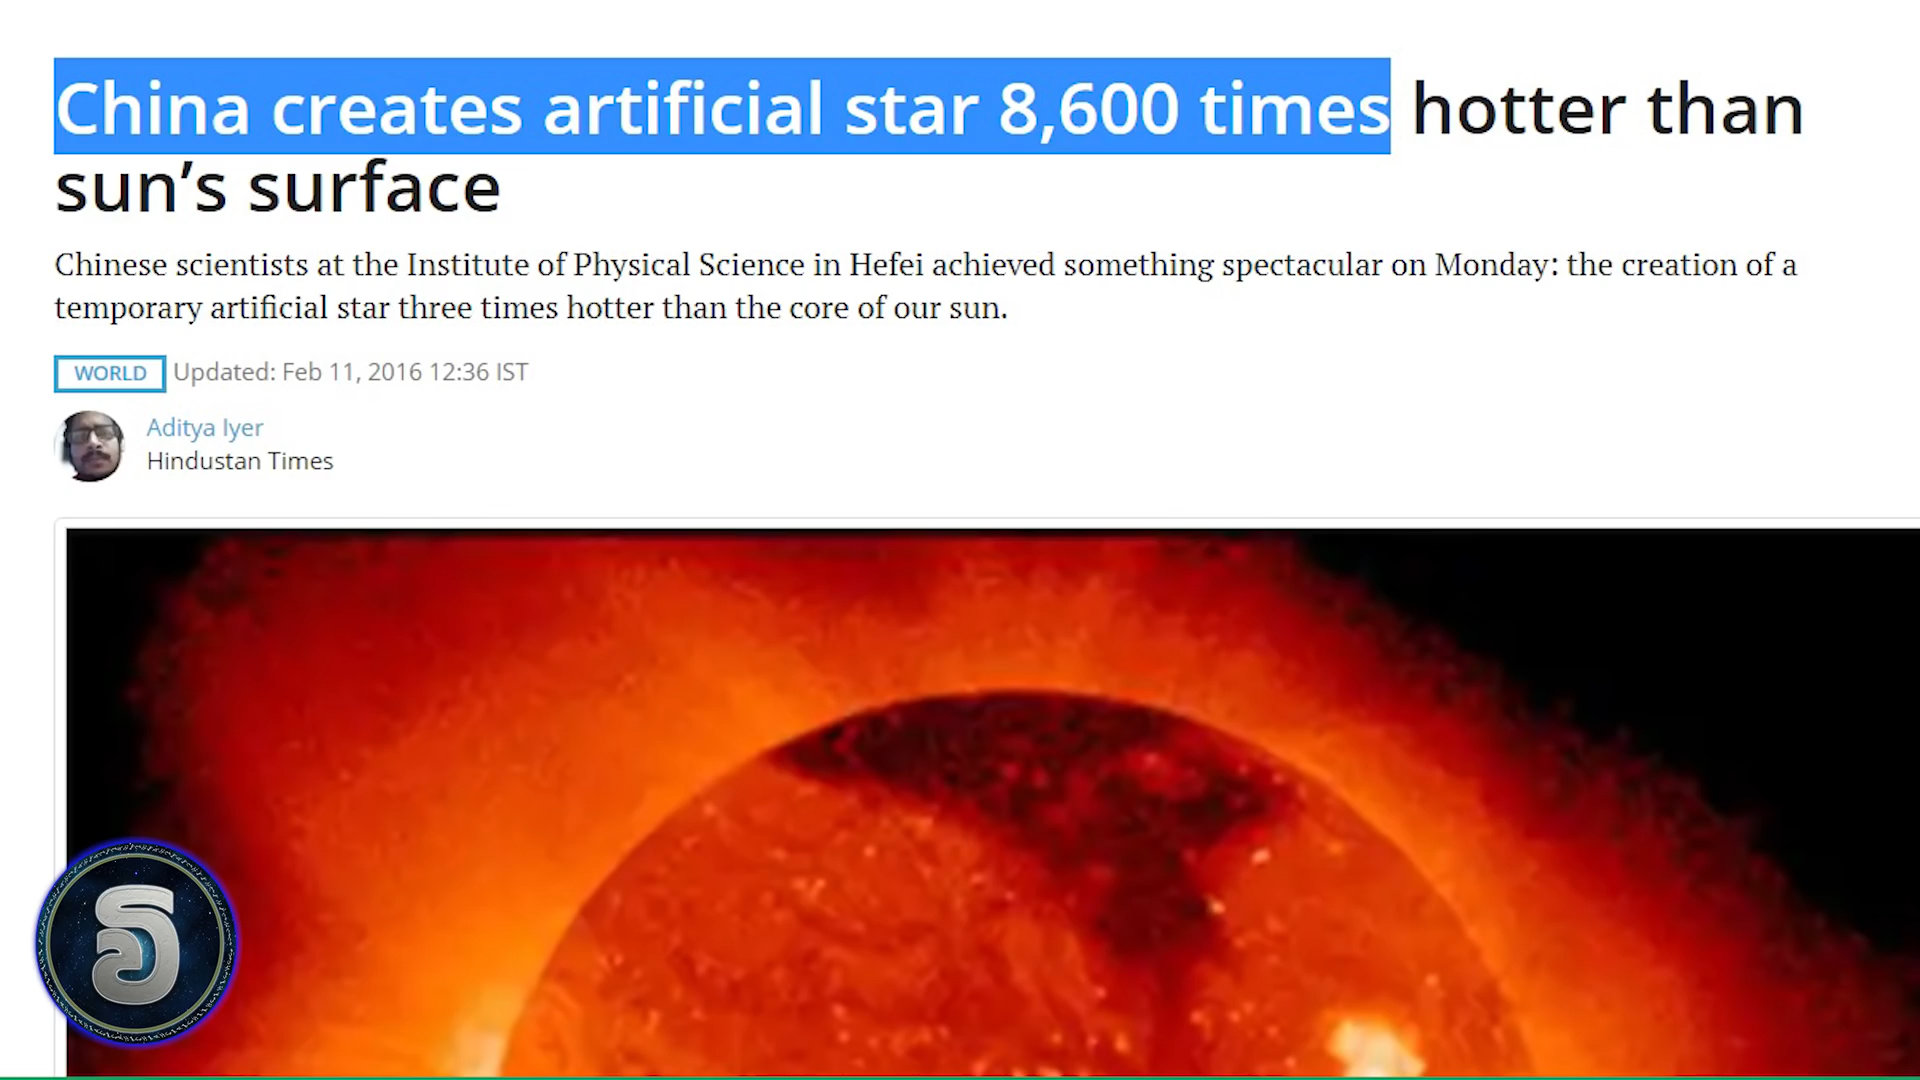 China creates artificial star 8,600 times hotter than
sun’s surface
Chinese scientists at the Institute of Physical Science in Hefei achieved something spectacular on Monday: the creation of a
temporary artificial star three times hotter than the core of our sun.
WORLD Updated: Feb 11, 2016 12:36 IST
Aditya Iyer
Hindustan Times